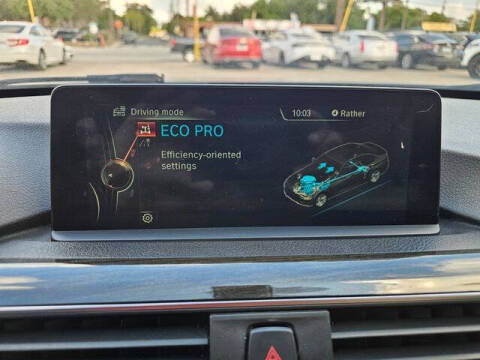 Driving mode
10:03
Rather
ECO PRO
Efficiency-oriented
settings